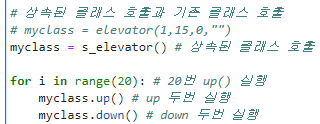 # 상속된 클래스 호출과 기존 클래스 호출
# myclass = elevator(1,15,0,"")
myclass = s_elevator() # 상속된 클래스 호출
for i in range(20): # 20번 up() 실행
    myclass.up() # up 두번 실행
    myclass.down() # down 두번 실행